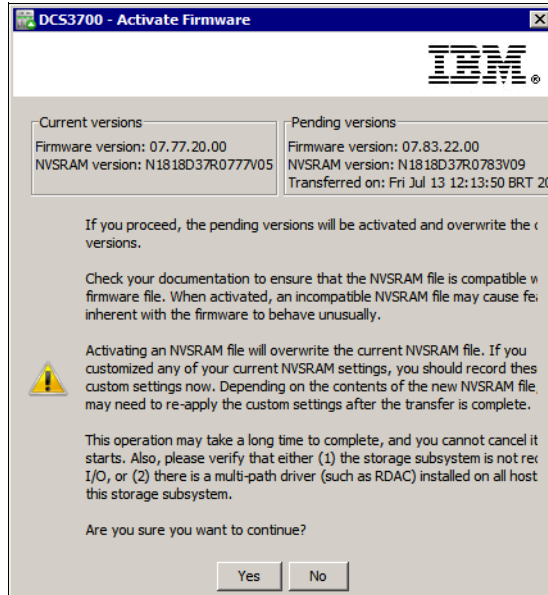 DCS3700 - Activate Firmware
IBM®
Current versions
Firmware version: 07.77.20.00
NVSRAM version: N1818D37R0777V05
Pending versions
Firmware version: 07.83.22.00
NVSRAM version: N1818D37R0783V09
Transferred on: Fri Jul 13 12:13:50 BRT 20
If you proceed, the pending versions will be activated and overwrite the
versions.
Check your documentation to ensure that the NVSRAM file is compatible
firmware file. When activated, an incompatible NVSRAM file may cause
inherent with the firmware to behave unusually.
Activating an NVSRAM file will overwrite the current NVSRAM file. If you
customized any of your current NVSRAM settings, you should record
custom settings now. Depending on the contents of the new NVSRAM file,
may need to re-apply the custom settings after the transfer is complete.
This operation may take a long time to complete, and you cannot cancel it
starts. Also, please verify that either (1) the storage subsystem is not
I/O, or (2) there is a multi-path driver (such as RDAC) installed on all host
this storage subsystem.
Are you sure you want to continue?
Yes
No